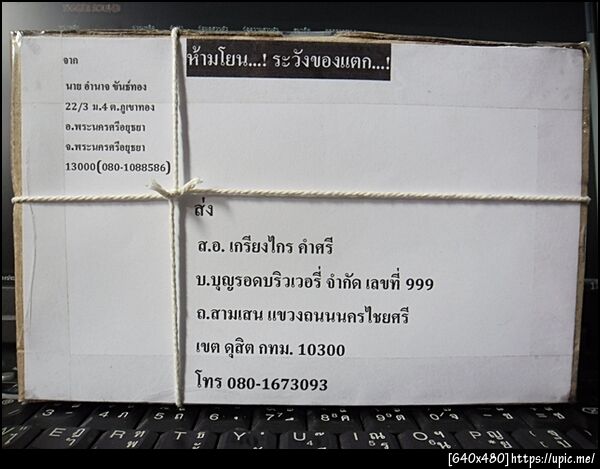 จาก
นาย อำนาจ ขันธ์ทอง
22/3 ม.4 ต.ภูเขาทอง
อ.พระนครศรีอยุธยา
จ.พระนครศรีอยุธยา
13000(080-1088586)
ห้ามโยน...! ระวังของแตก...!
ส่ง
ส.อ. เกรียงไกร คำศรี
บ.บุญรอดบริวเวอรี่ จำกัด เลขที่ 999
ถ.สามเสน แขวงถนนนครไชยศรี
เขต ดุสิต กทม. 10300
โทร 080-1673093
[640x480]https://upic.me/